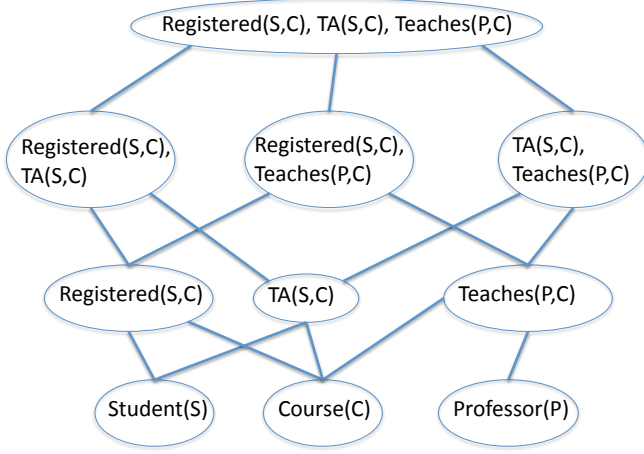 Registered(S,C), TA(S,C), Teaches(P,C)
Registered(S,C),
TA(S,C)
Registered(S,C),
Teaches(P,C)
TA(S,C),
Teaches(P,C)
Registered(S,C)
TA(S,C)
Teaches(P,C)
Student(S)
Course(C)
Professor(P)